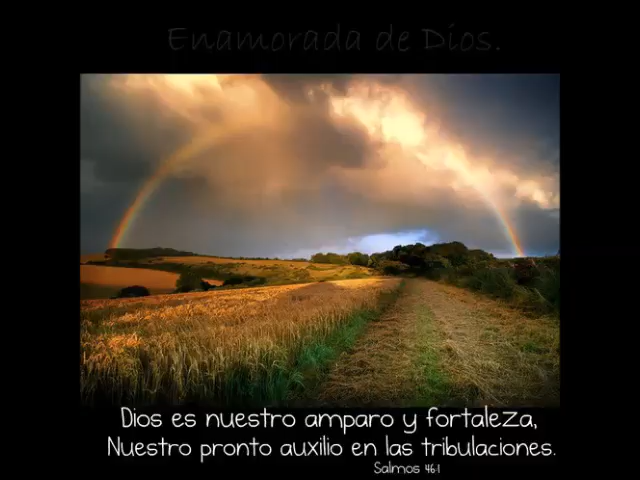 Enamorada de Dios.
Dios es nuestro amparo y fortaleza,
Nuestro pronto auxilio en las tribulaciones.
Salmos 46:1